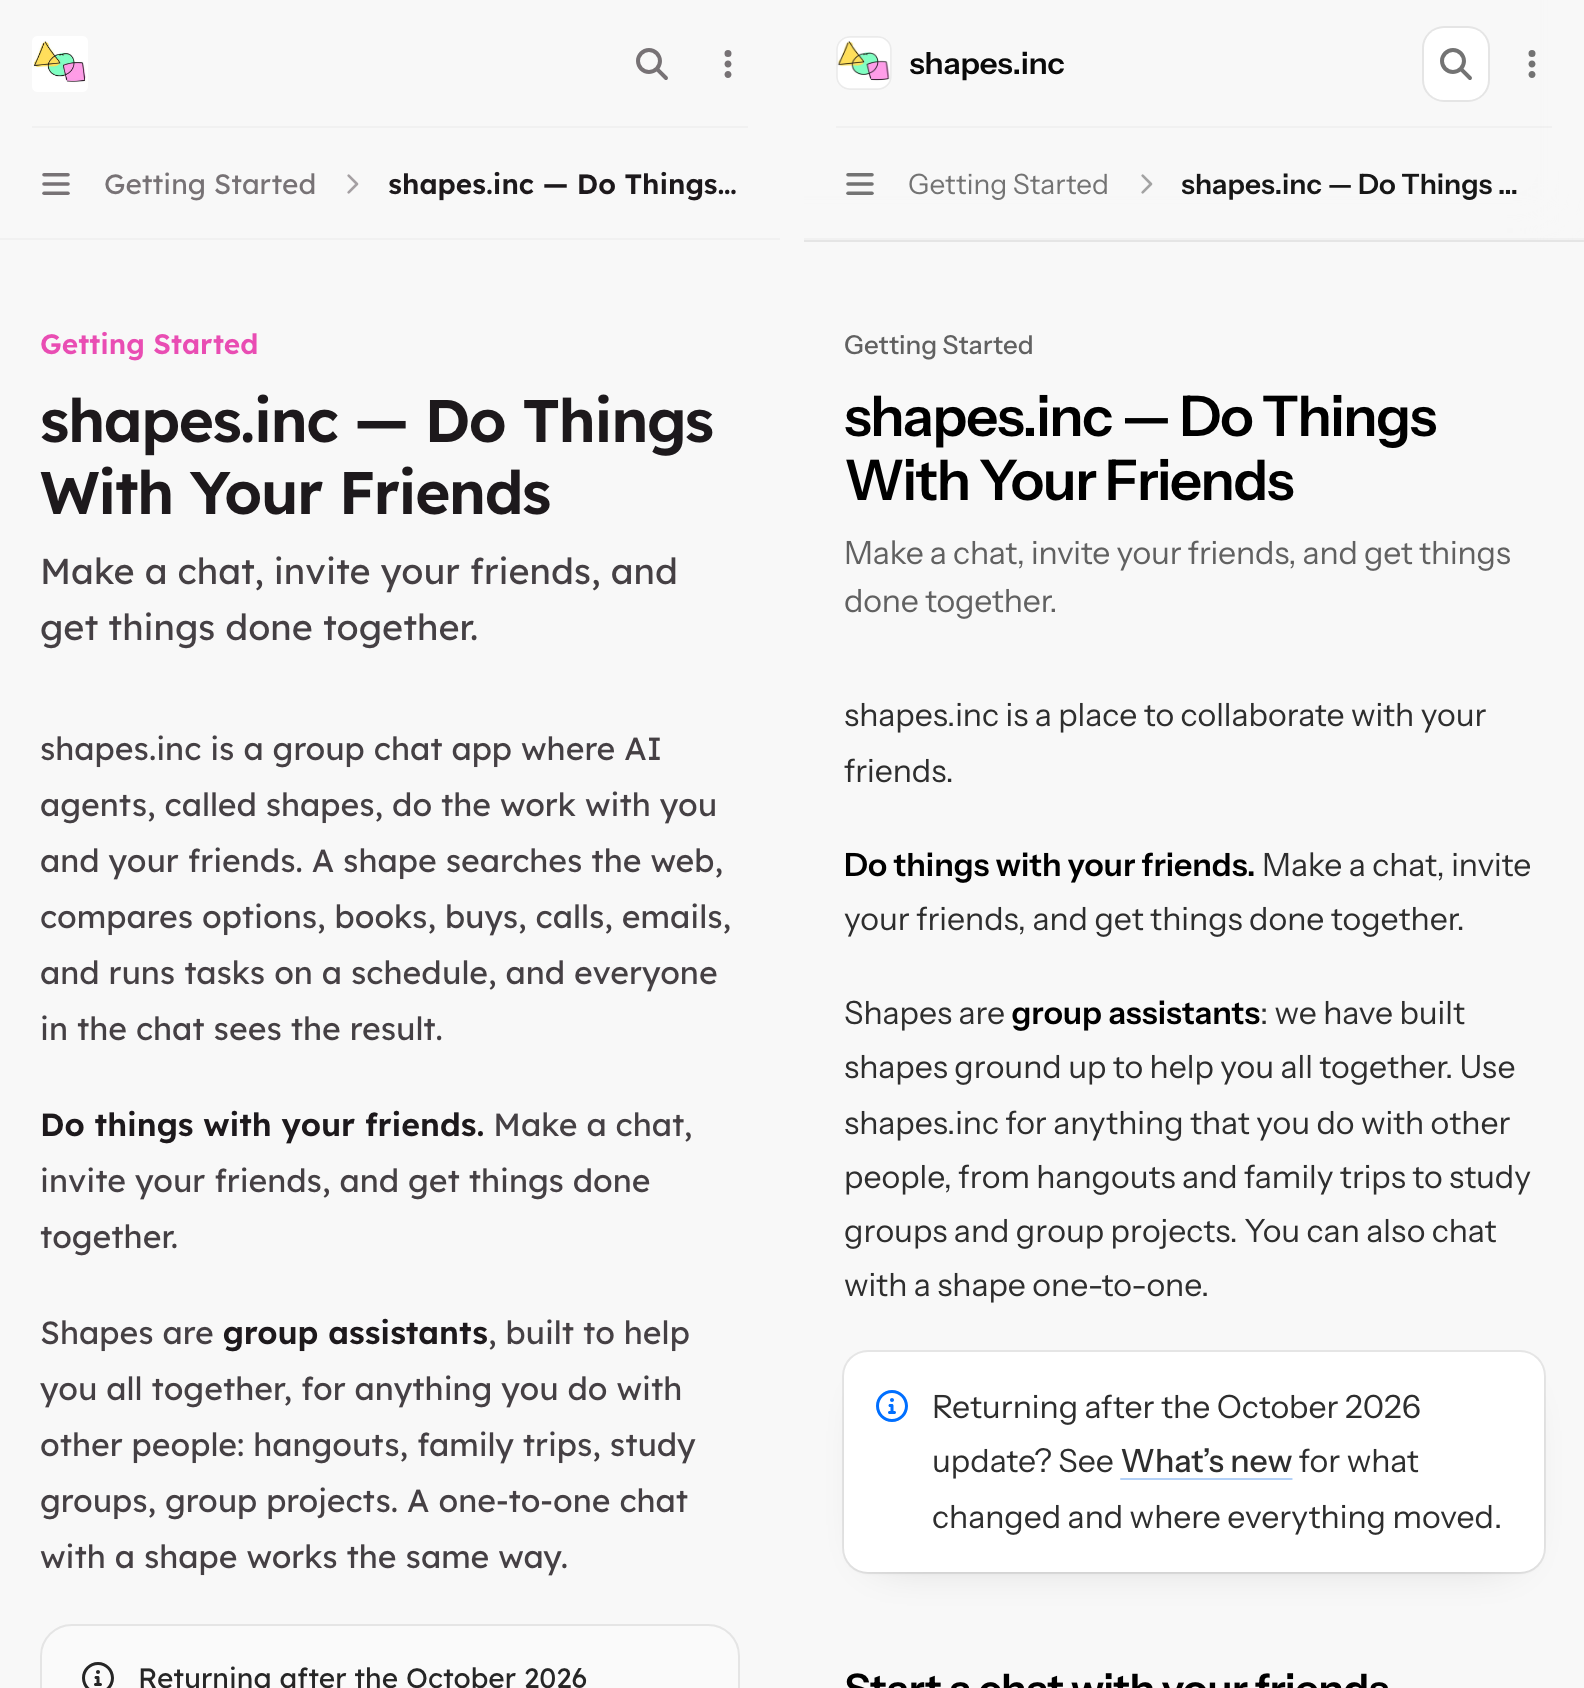 Getting Started > shapes.inc — Do Things...
Getting Started
shapes.inc — Do Things
With Your Friends
Make a chat, invite your friends, and
get things done together.
shapes.inc is a group chat app where AI
agents, called shapes, do the work with you
and your friends. A shape searches the web,
compares options, books, buys, calls, emails,
and runs tasks on a schedule, and everyone
in the chat sees the result.
Do things with your friends. Make a chat,
invite your friends, and get things done
together.
Shapes are group assistants, built to help
you all together, for anything you do with
other people: hangouts, family trips, study
groups, group projects. A one-to-one chat
with a shape works the same way.
Returning after the October 2026
shapes.inc
Getting Started > shapes.inc — Do Things ...
Getting Started
shapes.inc — Do Things
With Your Friends
Make a chat, invite your friends, and get things
done together.
shapes.inc is a place to collaborate with your
friends.
Do things with your friends. Make a chat, invite
your friends, and get things done together.
Shapes are group assistants: we have built
shapes ground up to help you all together. Use
shapes.inc for anything that you do with other
people, from hangouts and family trips to study
groups and group projects. You can also chat
with a shape one-to-one.
Returning after the October 2026
update? See What’s new for what
changed and where everything moved.
Start a chat with your friends